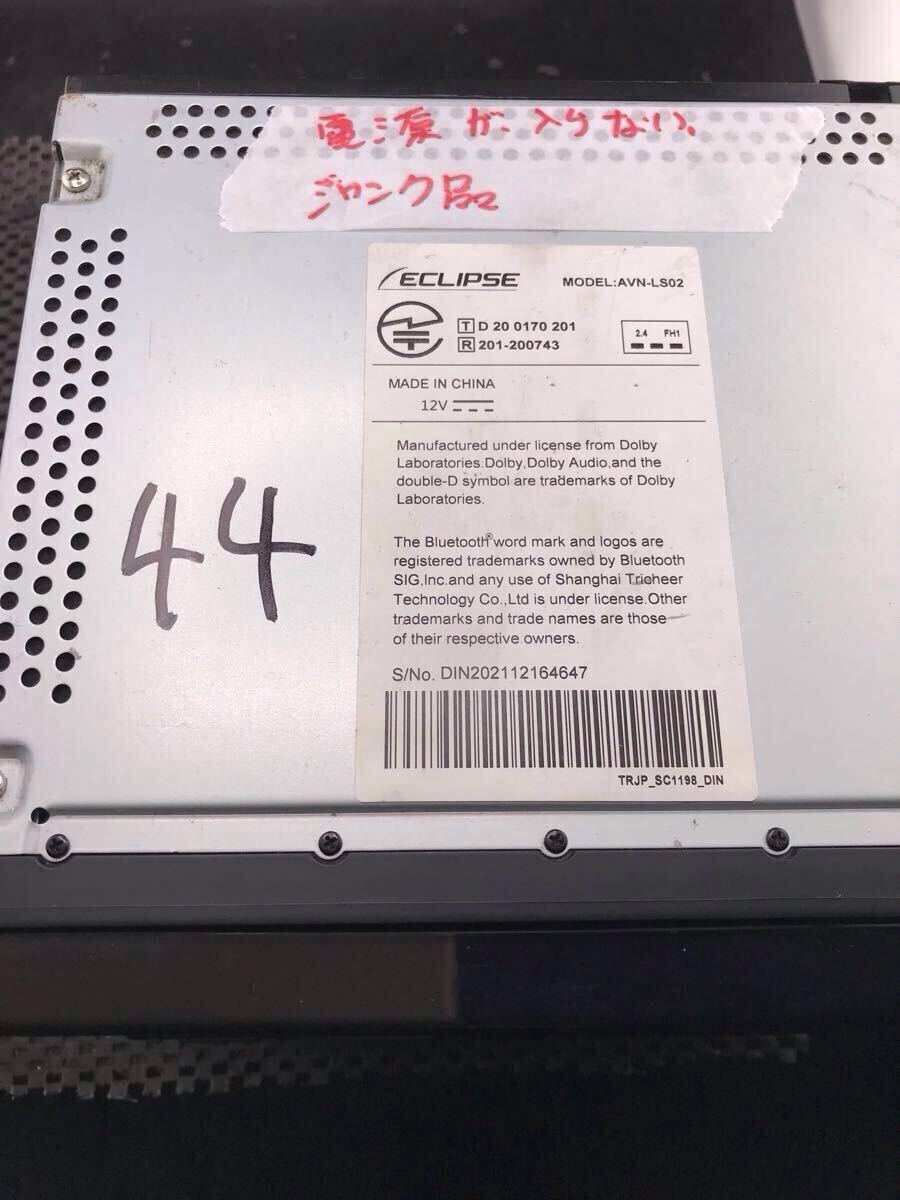 電源が入らない。
ジャンク品
ECLIPSE MODEL:AVN-LS02
T D 20 0170 201
R 201-200743
2.4 FH1
MADE IN CHINA
12V
Manufactured under license from Dolby
Laboratories.Dolby,Dolby Audio,and the
double-D symbol are trademarks of Dolby
Laboratories.
The Bluetooth® word mark and logos are
registered trademarks owned by Bluetooth
SIG,Inc.and any use of Shanghai Trioheer
Technology Co.,Ltd is under license.Other
trademarks and trade names are those
of their respective owners.
S/No. DIN202112164647
TRJP_SC1198_DIN
44